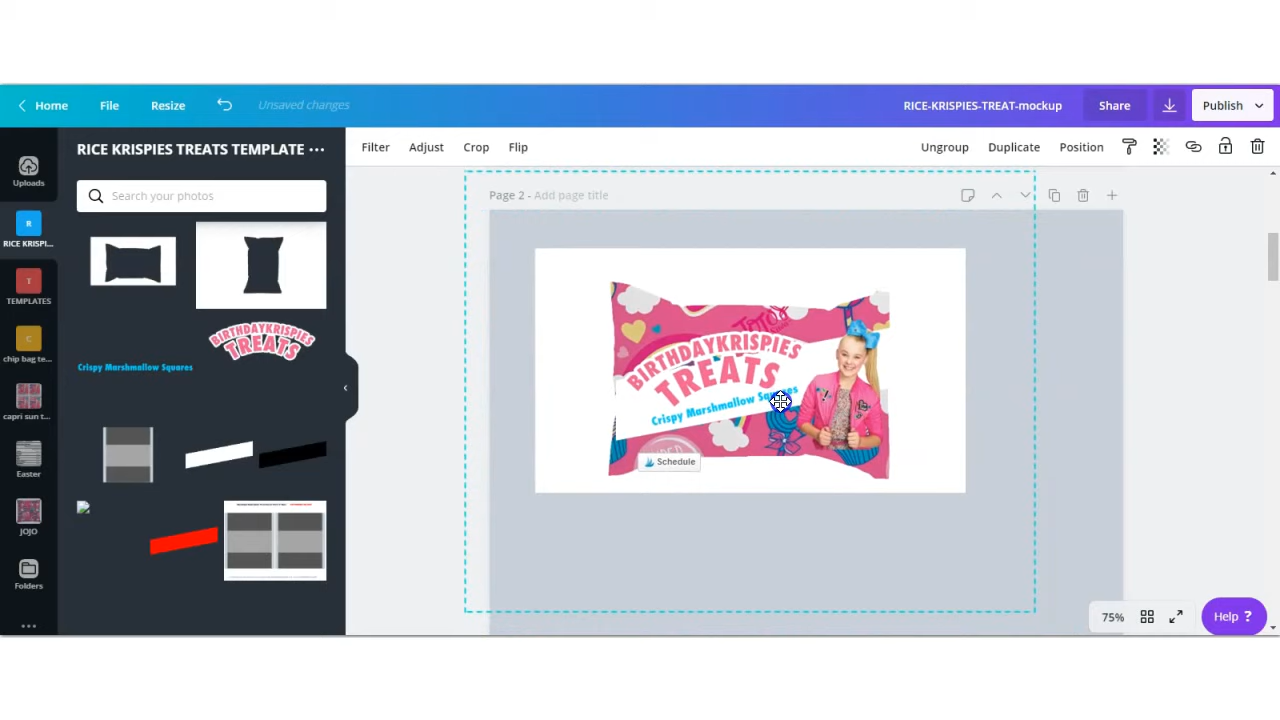 Home
File
Resize
Unsaved changes
RICE-KRISPIES-TREAT-mockup
Share
Publish
RICE KRISPIES TREATS TEMPLATE
Filter
Adjust
Crop
Flip
Ungroup
Duplicate
Position
Uploads
Search your photos
Page 2 - Add page title
R
RICE KRISPI...
T
TEMPLATES
BIRTHDAYKRISPIES
TREATS
Crispy Marshmallow Squares
C
chip bag te...
capri sun t...
Easter
JOJO
Folders
BIRTHDAYKRISPIES
TREATS
Crispy Marshmallow Squares
Schedule
75%
Help ?